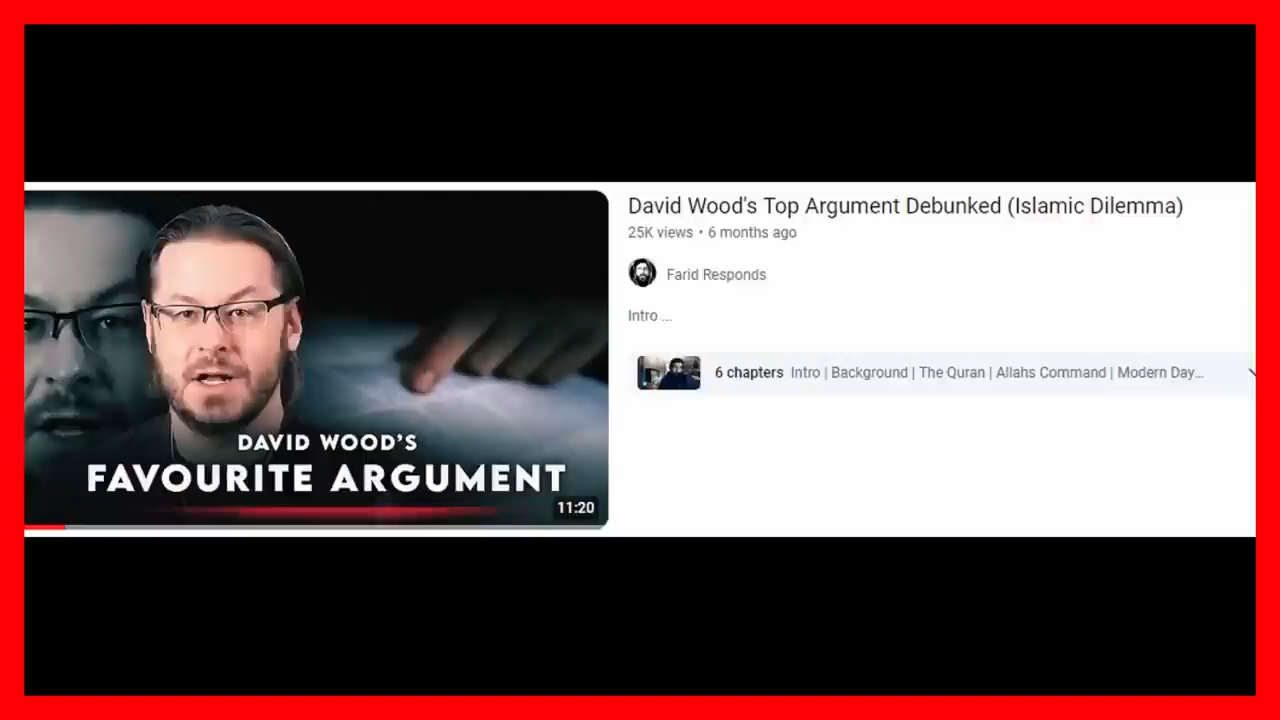 DAVID WOOD'S
FAVOURITE ARGUMENT
11:20
David Wood's Top Argument Debunked (Islamic Dilemma)
25K views • 6 months ago
Farid Responds
Intro ...
6 chapters Intro | Background | The Quran | Allahs Command | Modern Day...